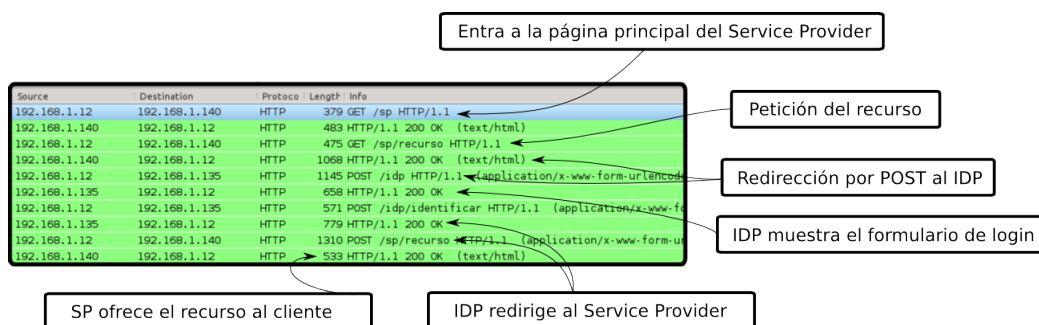 Entra a la página principal del Service Provider
Source Destination Protoco Length Info
192.168.1.12 192.168.1.140 HTTP 379 GET /sp HTTP/1.1
192.168.1.140 192.168.1.12 HTTP 483 HTTP/1.1 200 OK (text/html)
192.168.1.12 192.168.1.140 HTTP 475 GET /sp/recurso HTTP/1.1
192.168.1.140 192.168.1.12 HTTP 1068 HTTP/1.1 200 OK (text/html)
192.168.1.12 192.168.1.135 HTTP 1145 POST /idp HTTP/1.1 (application/x-www-form-urlencode
192.168.1.135 192.168.1.12 HTTP 658 HTTP/1.1 200 OK
192.168.1.12 192.168.1.135 HTTP 571 POST /idp/identificar HTTP/1.1 (application/x-www-fo
192.168.1.135 192.168.1.12 HTTP 779 HTTP/1.1 200 OK
192.168.1.12 192.168.1.140 HTTP 1310 POST /sp/recurso HTTP/1.1 (application/x-www-form-ur
192.168.1.140 192.168.1.12 HTTP 533 HTTP/1.1 200 OK (text/html)
Petición del recurso
Redirección por POST al IDP
IDP muestra el formulario de login
SP ofrece el recurso al cliente
IDP redirige al Service Provider